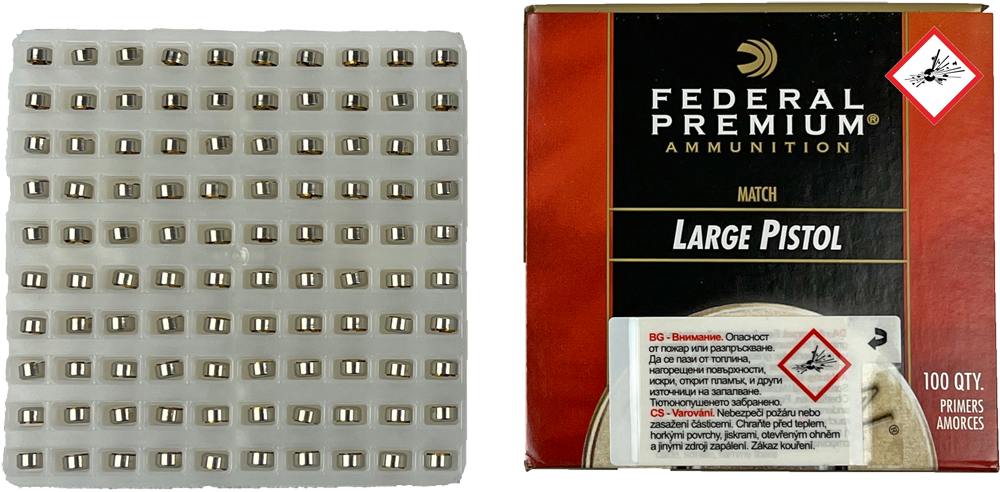 FEDERAL
PREMIUM®
AMMUNITION
MATCH
LARGE PISTOL
BG - Внимание. Опасност
от пожар или разпръскване.
Да се пази от топлина,
нагорещени повърхности,
искри, открит пламък, и други
източници на запалване.
Тютюнопушенето забранено.
CS - Varování. Nebezpečí požáru nebo
zasažení částicemi. Chraňte před teplem,
horkými povrchy, jiskrami, otevřeným ohněm
a jinými zdroji zapálení. Zákaz kouření.
®
100 QTY.
PRIMERS
AMORCES